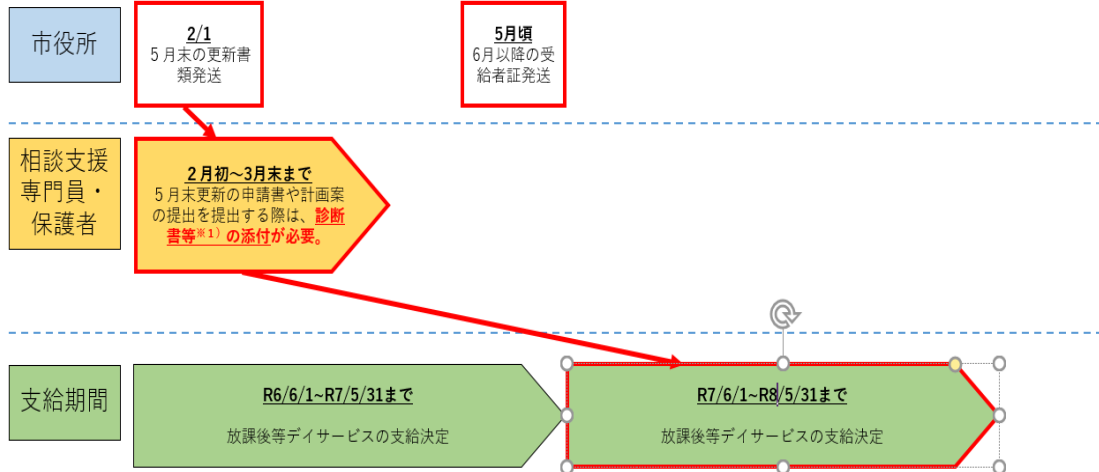 市役所
2/1
５月末の更新書
類発送
5月頃
6月以降の受
給者証発送
相談支援
専門員・
保護者
２月初～3月末まで
５月末更新の申請書や計画案
の提出を提出する際は、診断
書等※1）の添付が必要。
支給期間
R6/6/1~R7/5/31まで
放課後等デイサービスの支給決定
R7/6/1~R8/5/31まで
放課後等デイサービスの支給決定